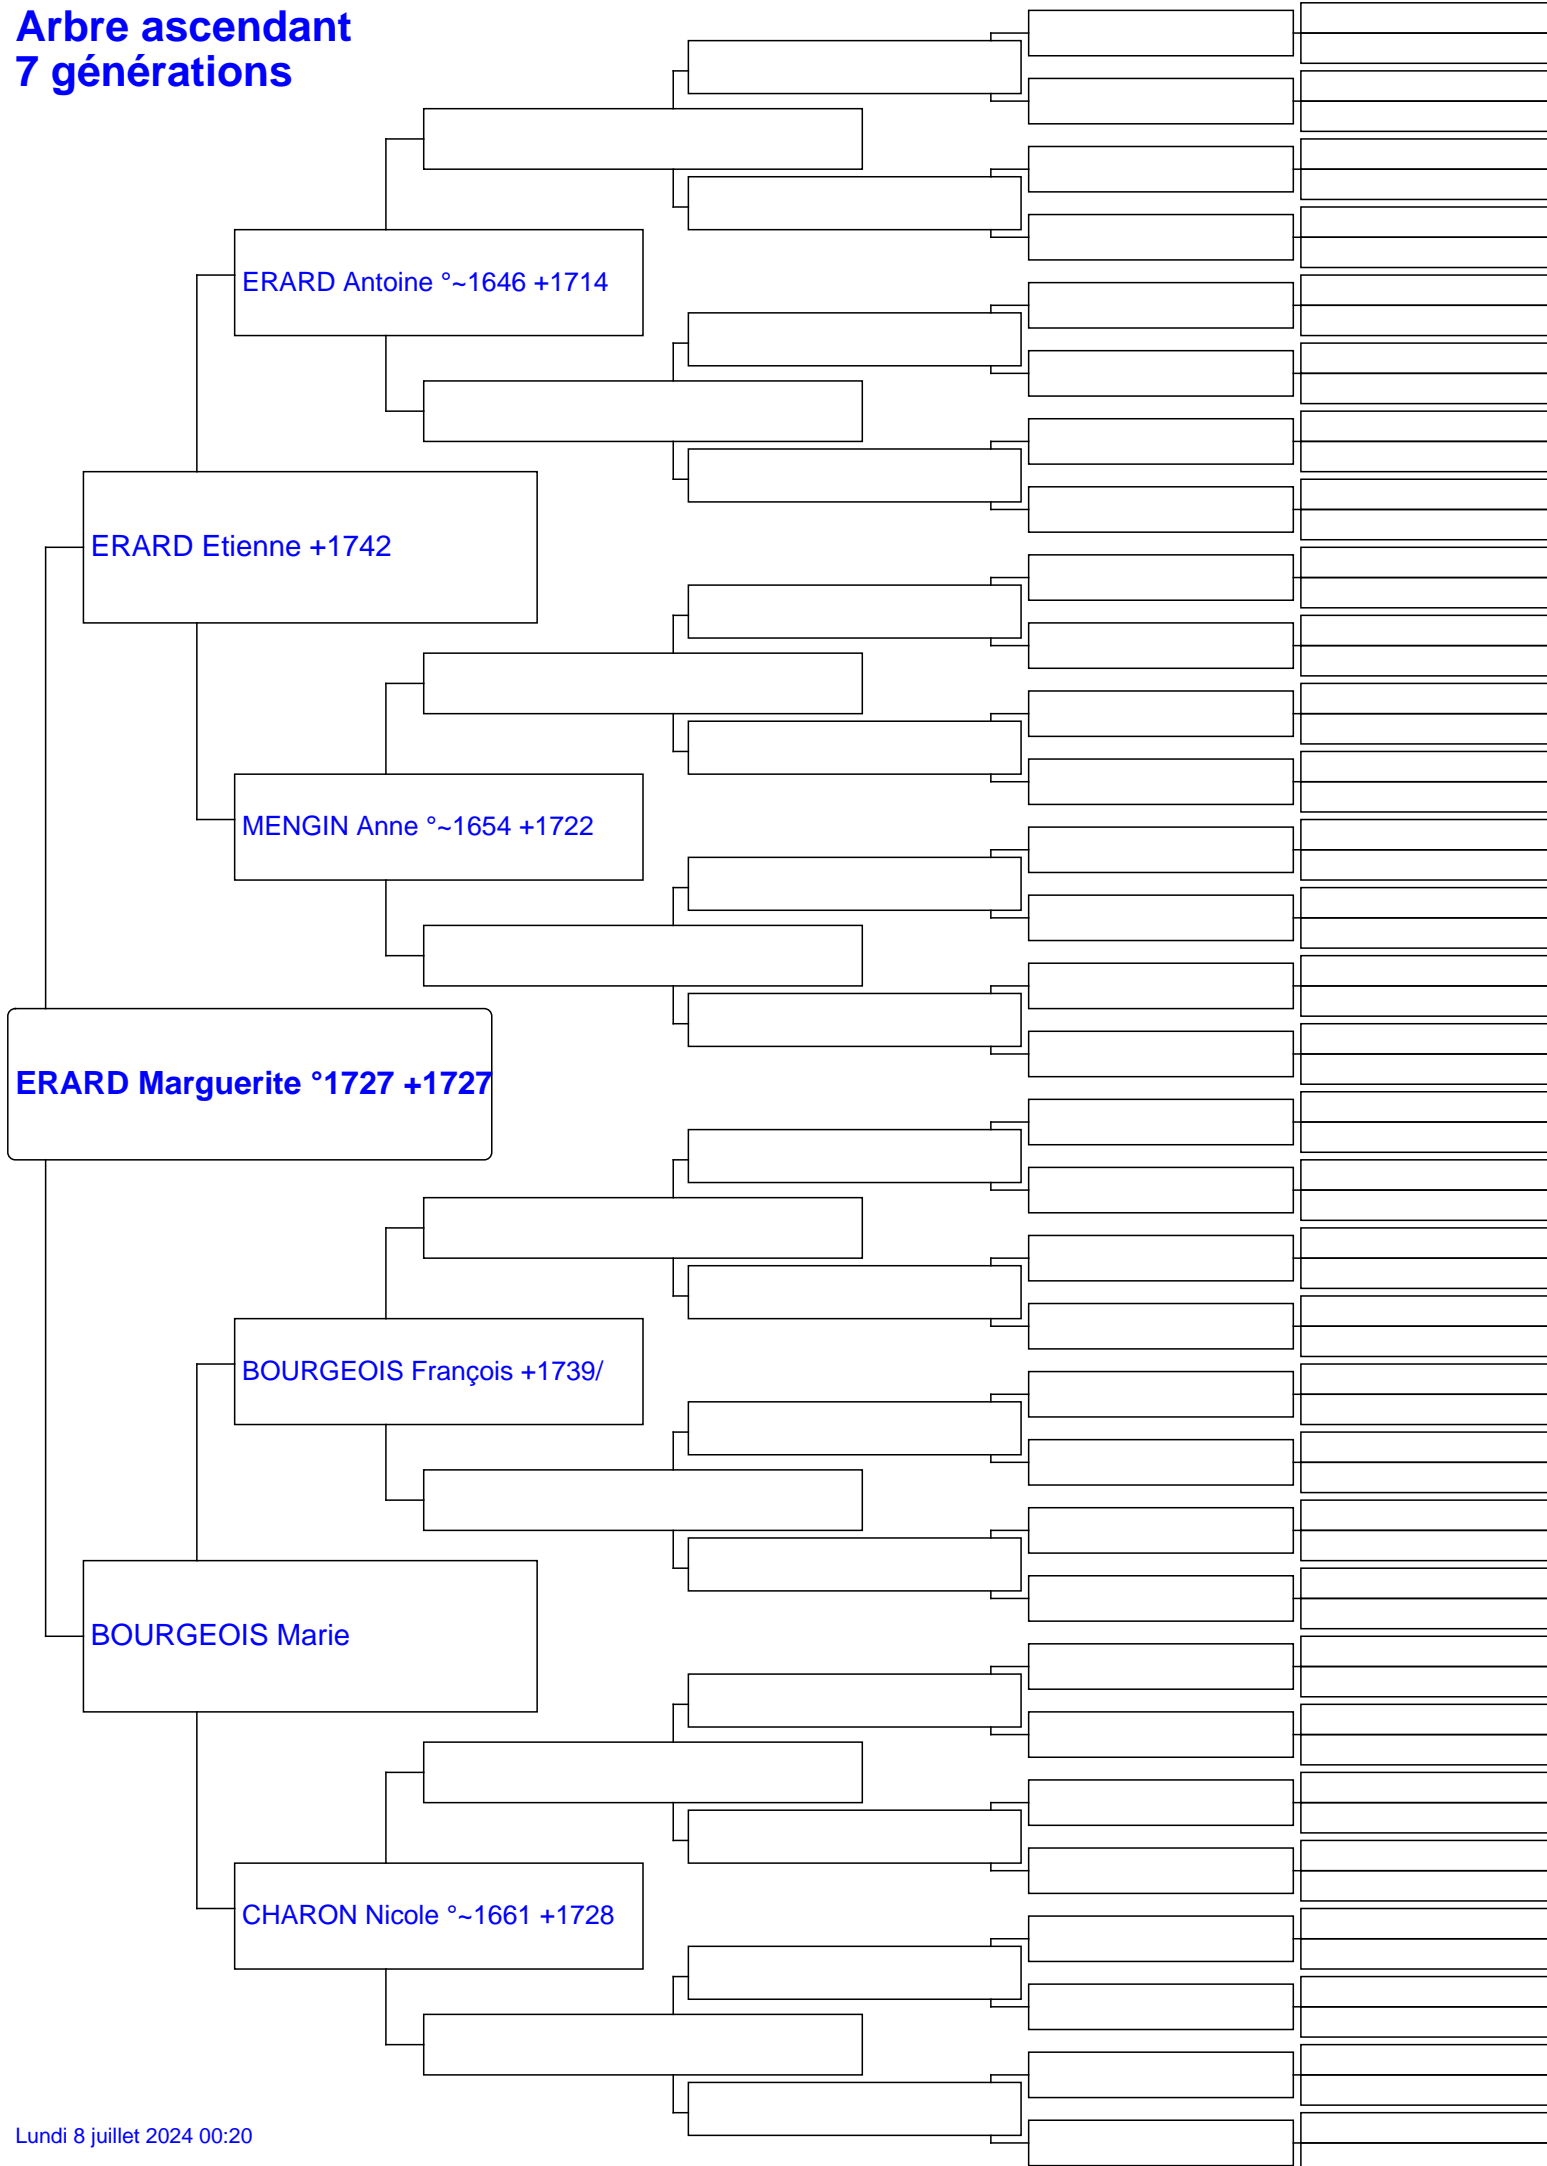 Arbre ascendant
7 générations
ERARD Antoine °~1646 +1714
ERARD Etienne +1742
MENGIN Anne °~1654 +1722
ERARD Marguerite °1727 +1727
BOURGEOIS François +1739/
BOURGEOIS Marie
CHARON Nicole °~1661 +1728
Lundi 8 juillet 2024 00:20